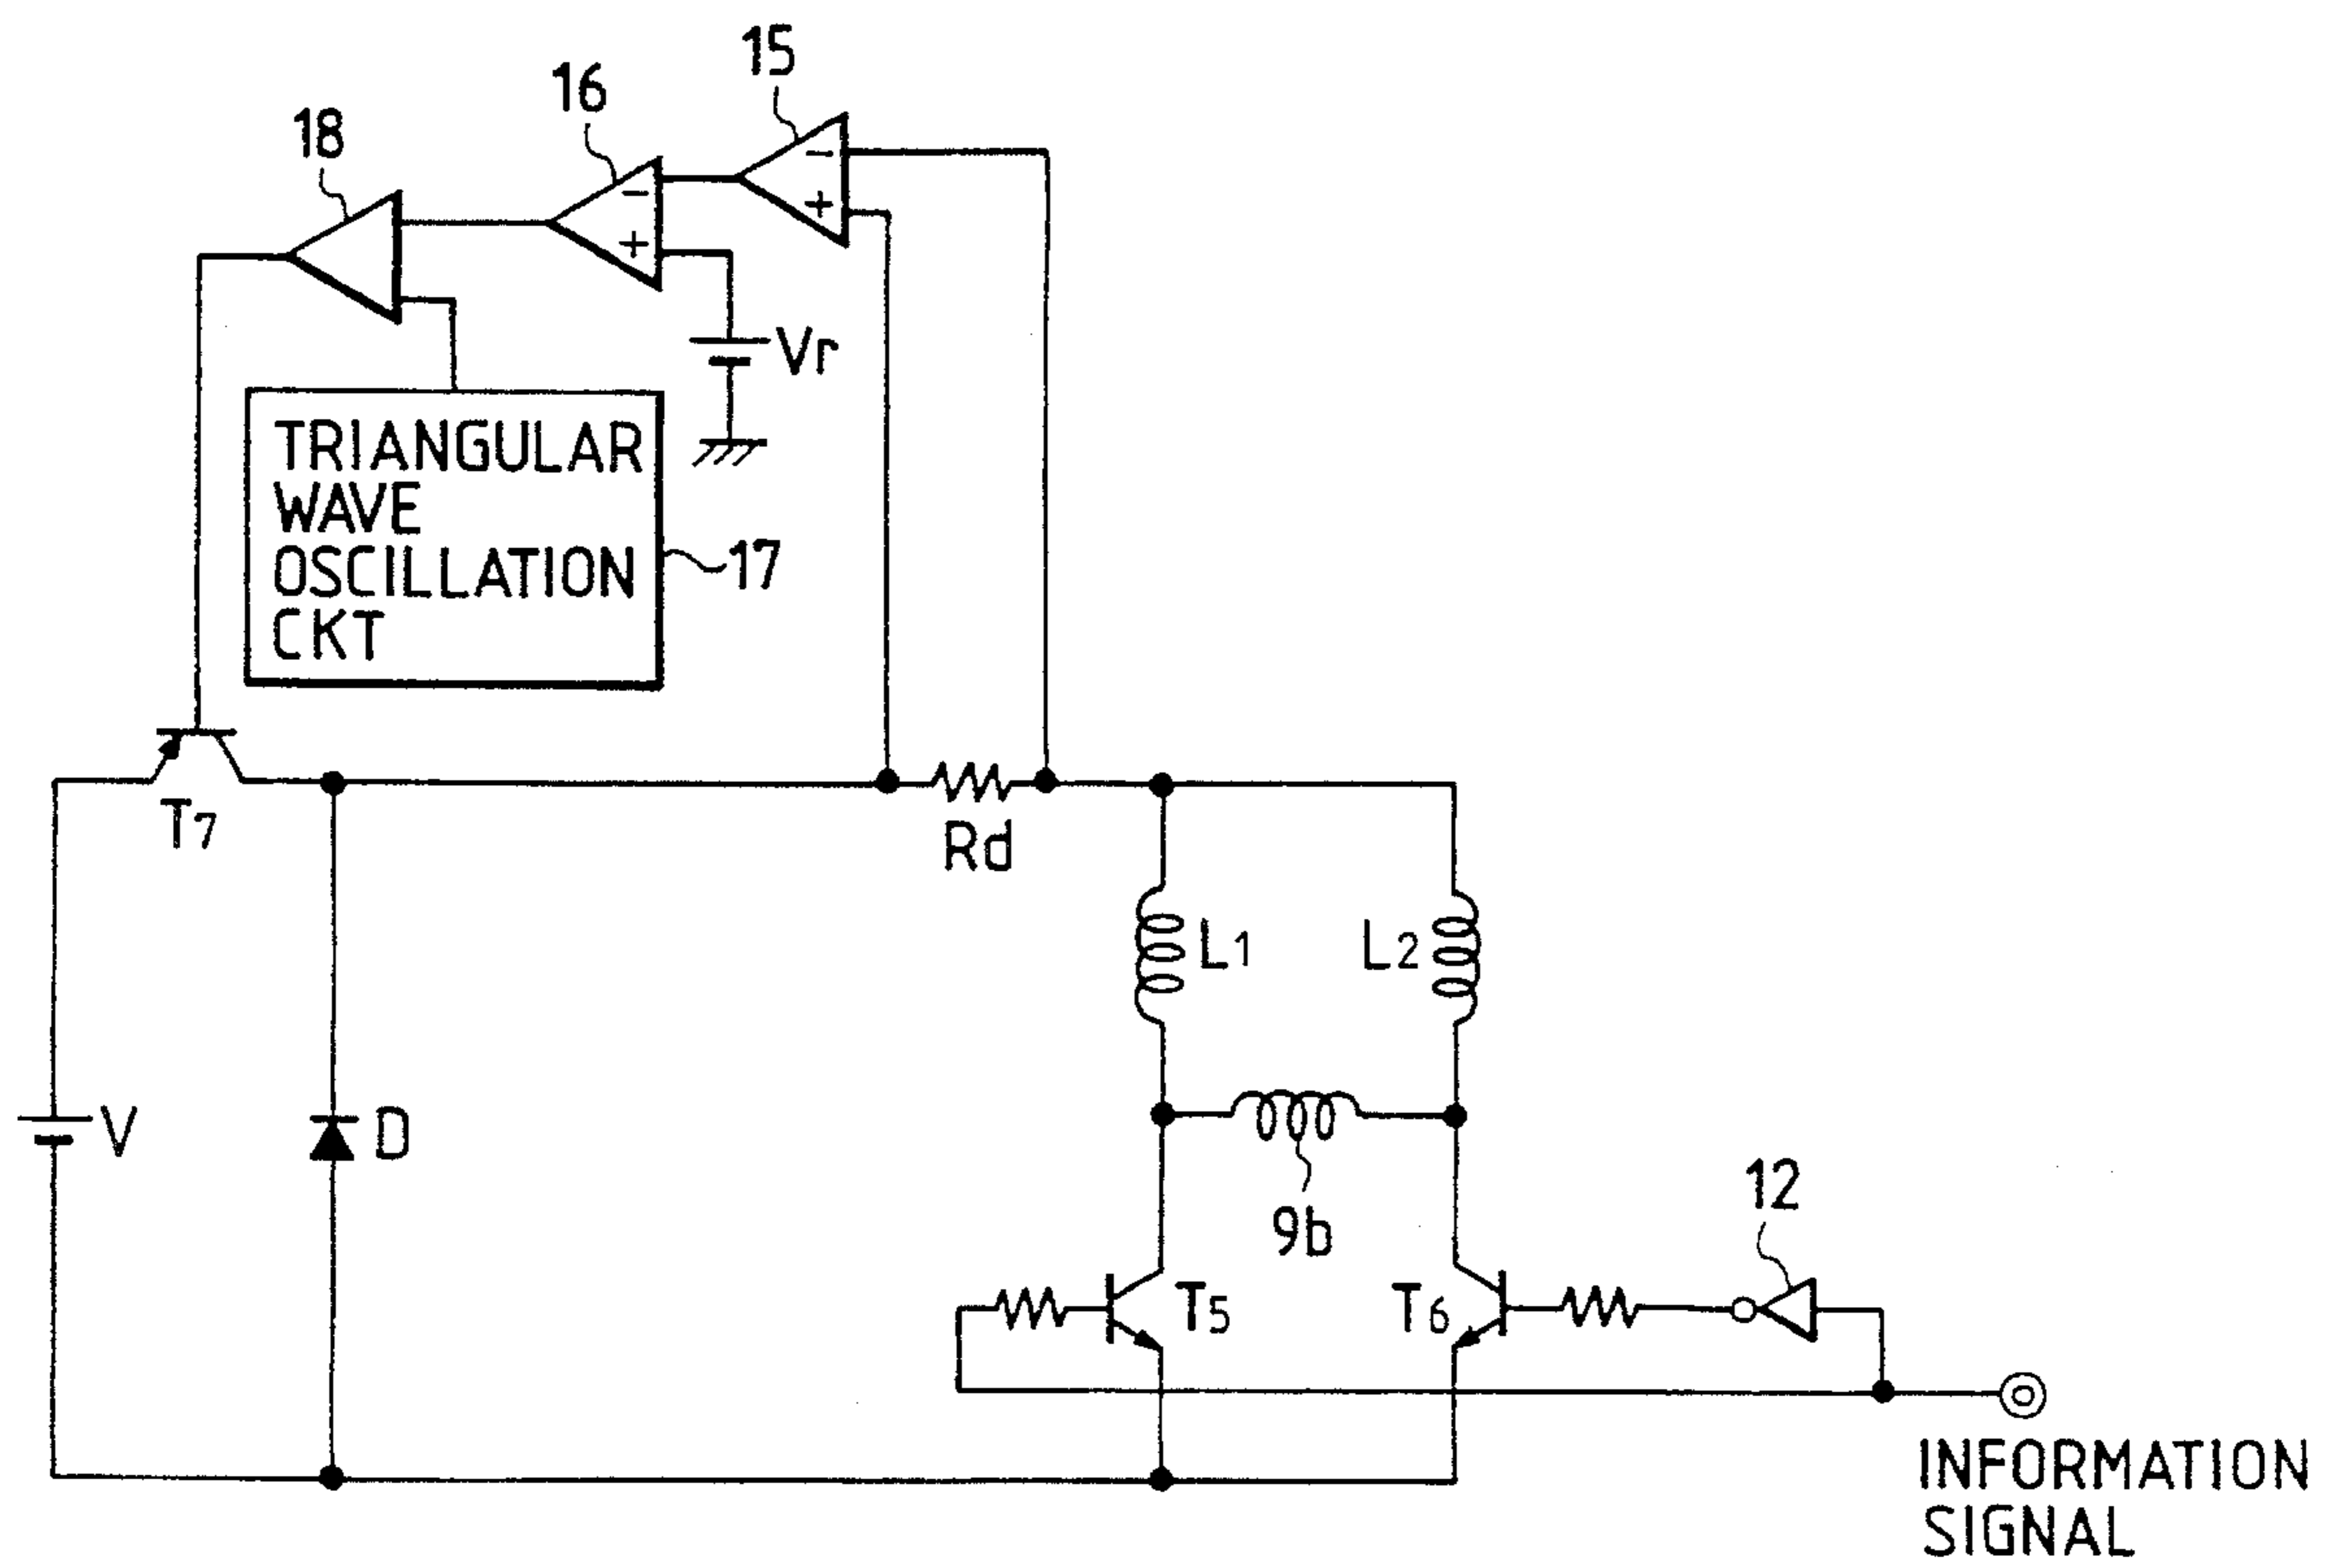 15
16
18
-
+
-
+
Vr
TRIANGULAR
WAVE
OSCILLATION
CKT
17
T7
Rd
L1
L2
V
D
9b
12
T5
T6
INFORMATION
SIGNAL